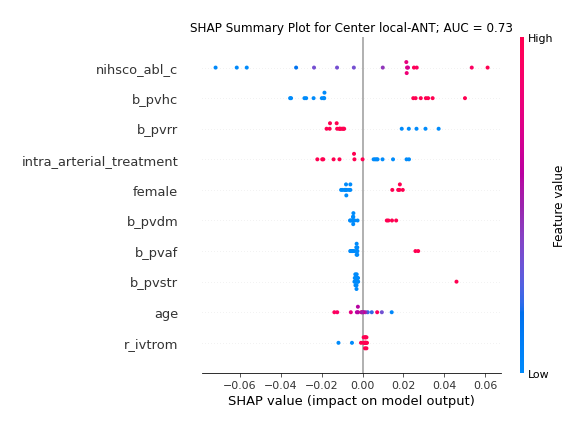 SHAP Summary Plot for Center local-ANT; AUC = 0.73
High
nihsco_abl_c
b_pvhc
b_pvrr
intra_arterial_treatment
female
b_pvdm
b_pvaf
b_pvstr
age
r_ivtrom
Feature value
Low
−0.06 −0.04 −0.02 0.00 0.02 0.04 0.06
SHAP value (impact on model output)